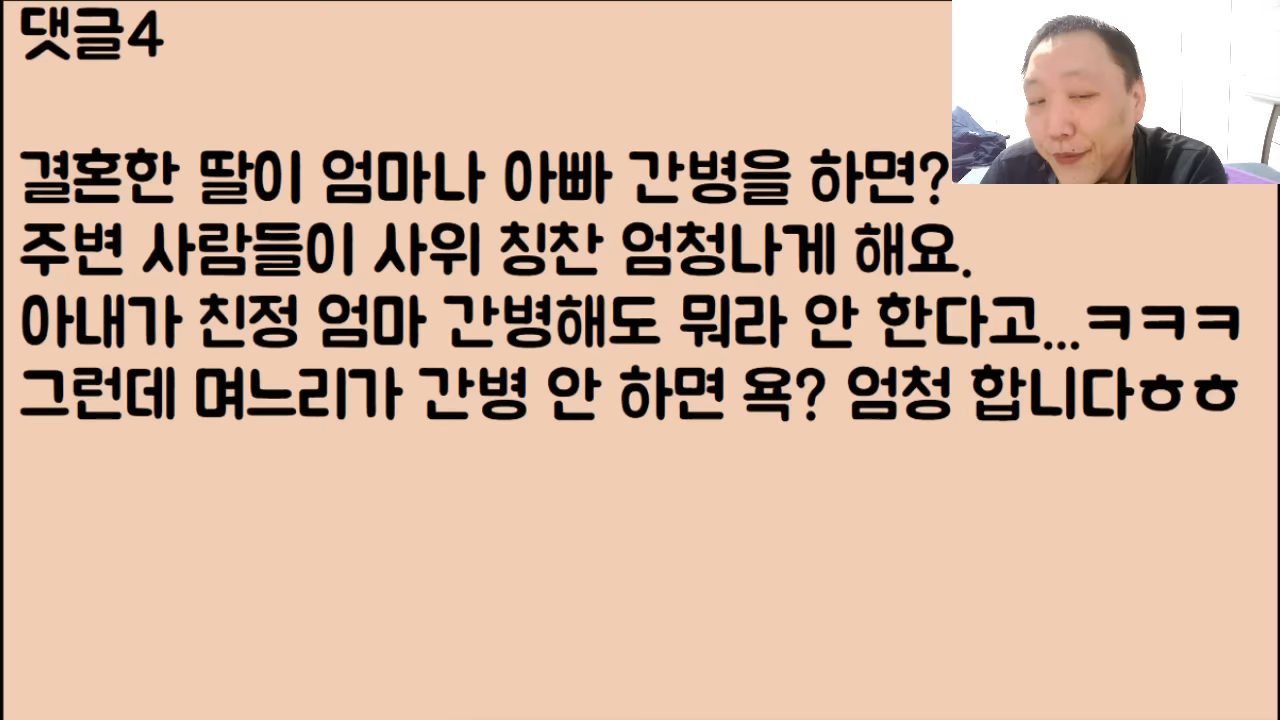 댓글4
결혼한 딸이 엄마나 아빠 간병을 하면?
주변 사람들이 사위 칭찬 엄청나게 해요.
아내가 친정 엄마 간병해도 뭐라 안 한다고...ㅋㅋㅋ
그런데 며느리가 간병 안 하면 욕? 엄청 합니다ㅎㅎ